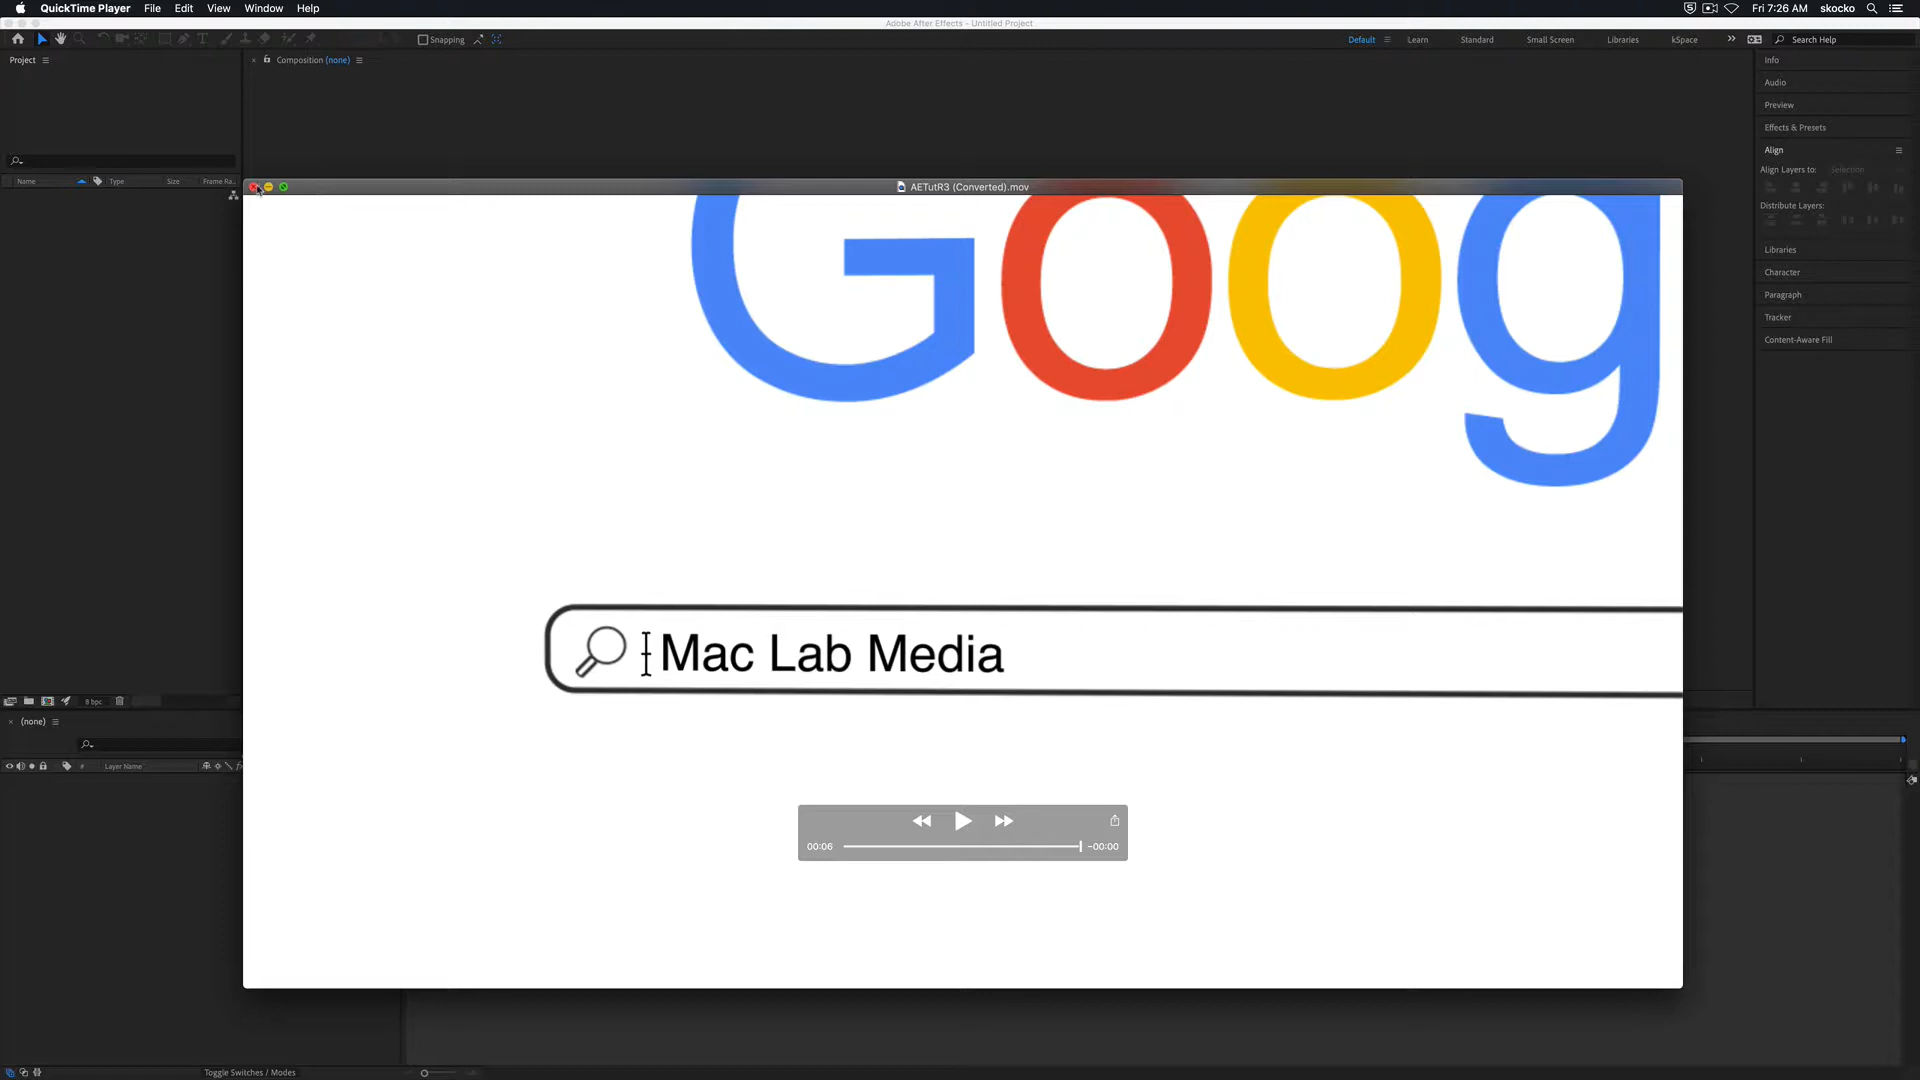 QuickTime Player File Edit View Window Help Fri 7:26 AM skocko
Adobe After Effects - Untitled Project
Snapping Default Learn Standard Small Screen Libraries kSpace Search Help
Project Composition (none) Info
Audio
Preview
Effects & Presets
Align
Align Layers to: Selection
Name Type Size Frame Ra...
AETutR3 (Converted).mov
Distribute Layers:
Goog
Libraries
Character
Paragraph
Tracker
Content-Aware Fill
Mac Lab Media
8 bpc
(none)
# Layer Name
00:06 -00:00
Toggle Switches / Modes